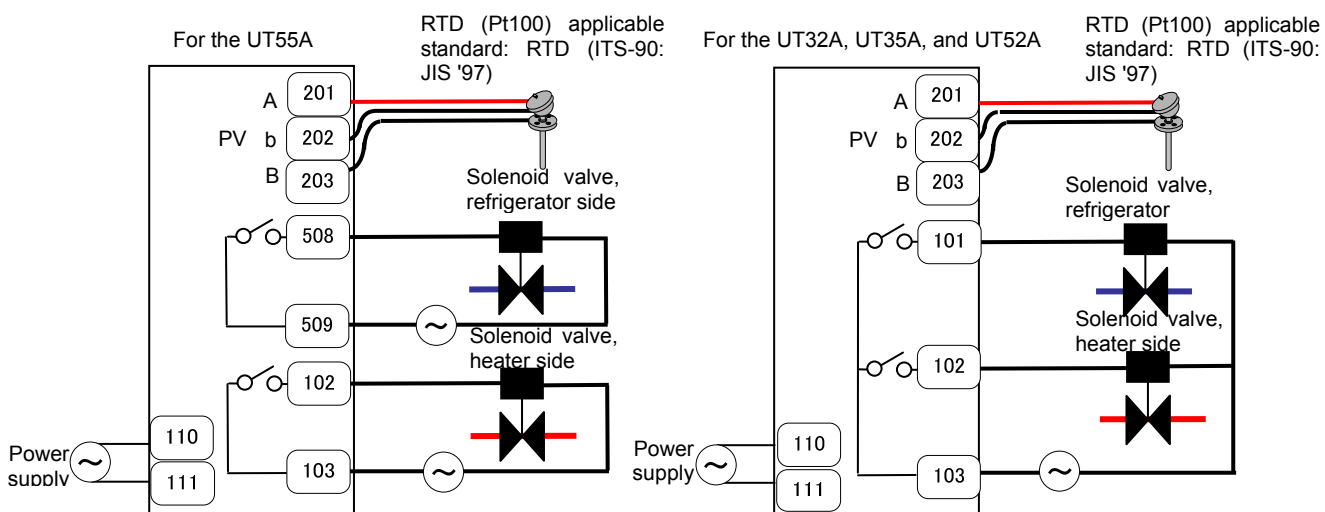 For the UT55A
RTD (Pt100) applicable
standard: RTD (ITS-90:
JIS '97)
A
201
PV
b
202
B
203
Solenoid valve,
refrigerator side
508
509
~
Solenoid valve,
heater side
102
110
Power
supply
~
111
103
~
For the UT32A, UT35A, and UT52A
RTD (Pt100) applicable
standard: RTD (ITS-90:
JIS '97)
A
201
PV
b
202
B
203
Solenoid valve,
refrigerator
101
Solenoid valve,
heater side
102
110
Power
supply
~
111
103
~